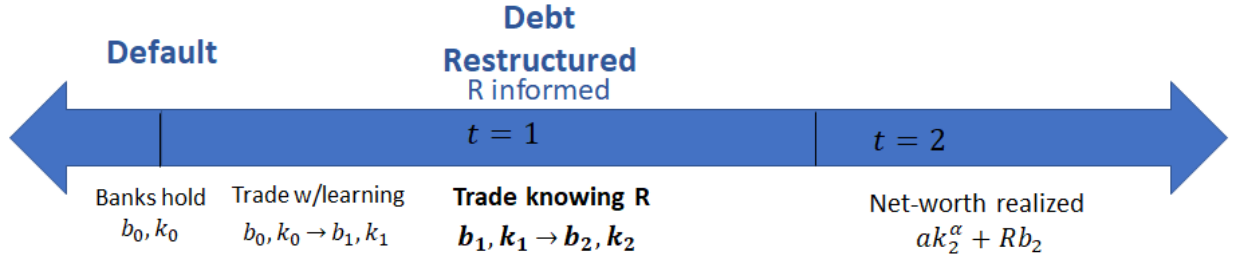 Default
Debt
Restructured
R informed
t = 1
t = 2
Banks hold
b₀, k₀
Trade w/learning
b₀, k₀ → b₁, k₁
Trade knowing R
b₁, k₁ → b₂, k₂
Net-worth realized
ak₂^α + Rb₂